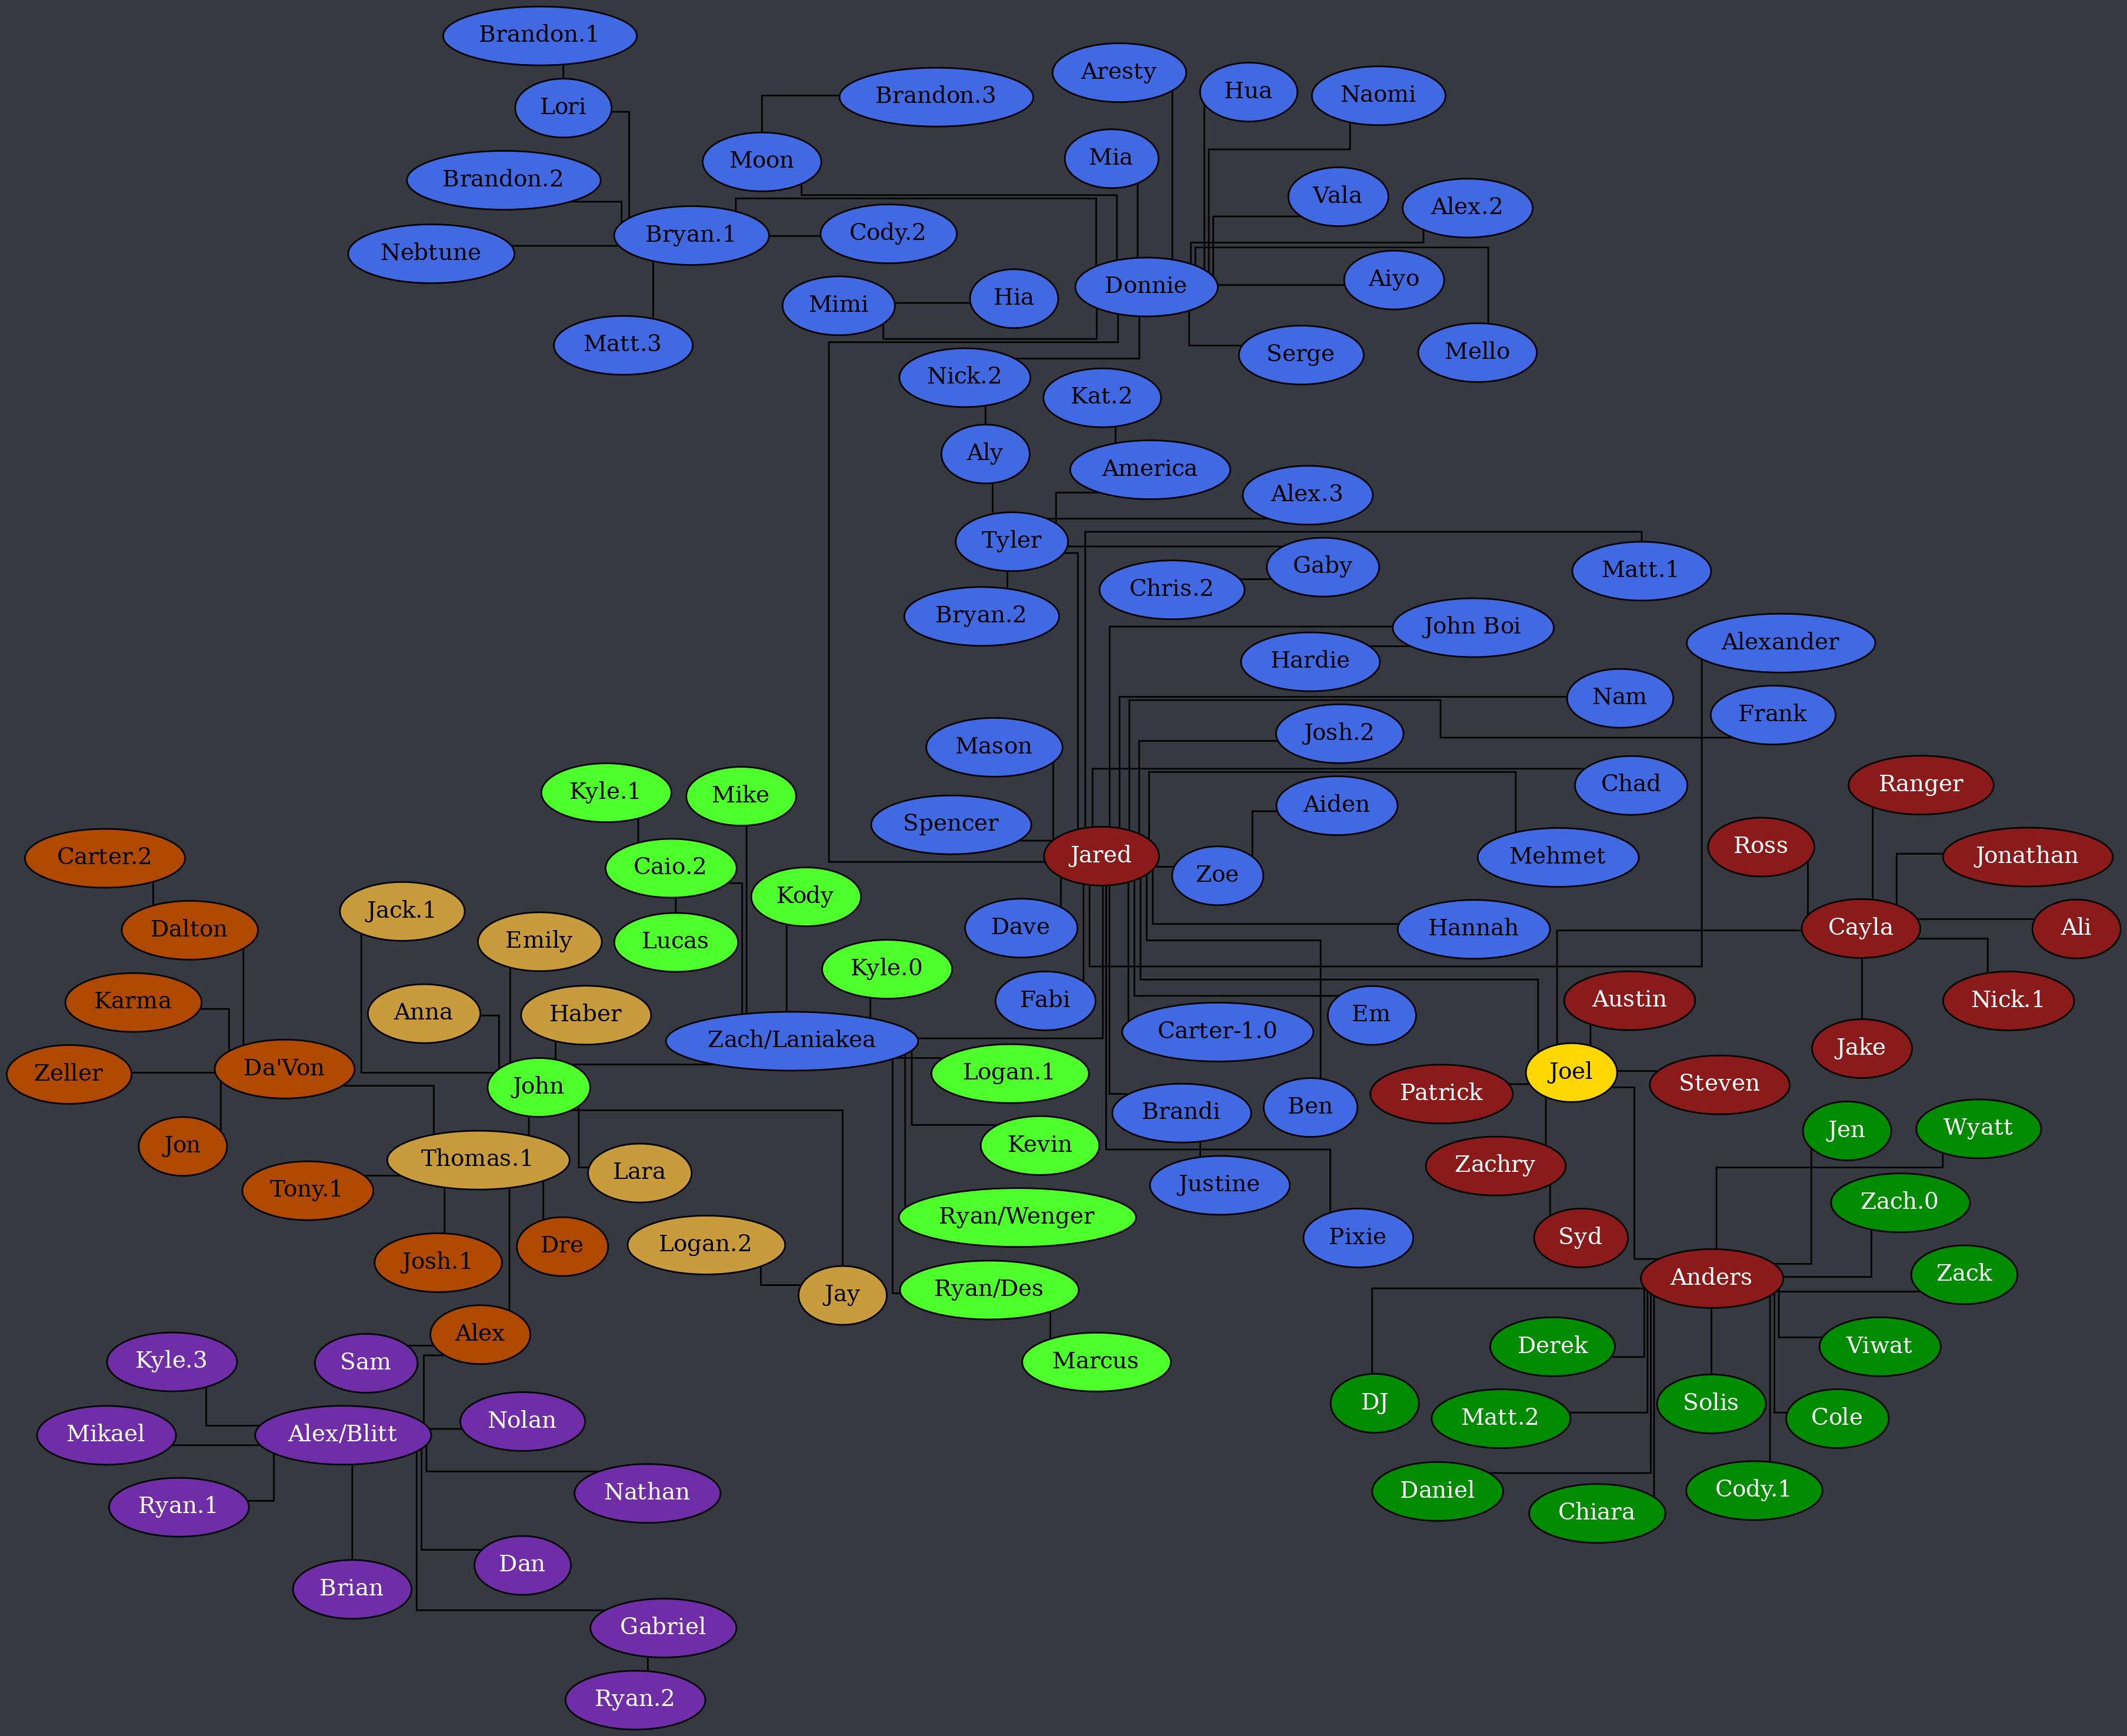 Brandon.1
Aresty
Hua
Naomi
Brandon.3
Lori
Mia
Moon
Brandon.2
Vala
Alex.2
Bryan.1
Cody.2
Nebtune
Aiyo
Donnie
Hia
Mimi
Matt.3
Mello
Serge
Nick.2
Kat.2
Aly
America
Alex.3
Tyler
Gaby
Matt.1
Chris.2
Bryan.2
John Boi
Alexander
Hardie
Nam
Frank
Josh.2
Mason
Ranger
Chad
Kyle.1
Mike
Aiden
Spencer
Ross
Jared
Jonathan
Mehmet
Carter.2
Caio.2
Zoe
Kody
Jack.1
Dave
Cayla
Ali
Hannah
Dalton
Emily
Lucas
Kyle.0
Fabi
Austin
Nick.1
Karma
Anna
Haber
Em
Carter-1.0
Zach/Laniakea
Jake
Da'Von
Zeller
Joel
Logan.1
Steven
John
Patrick
Ben
Brandi
Wyatt
Jen
Jon
Kevin
Thomas.1
Zachry
Lara
Justine
Tony.1
Zach.0
Ryan/Wenger
Pixie
Syd
Logan.2
Dre
Josh.1
Zack
Anders
Ryan/Des
Jay
Alex
Derek
Viwat
Kyle.3
Sam
Marcus
DJ
Solis
Matt.2
Cole
Nolan
Mikael
Alex/Blitt
Daniel
Cody.1
Nathan
Ryan.1
Chiara
Dan
Brian
Gabriel
Ryan.2